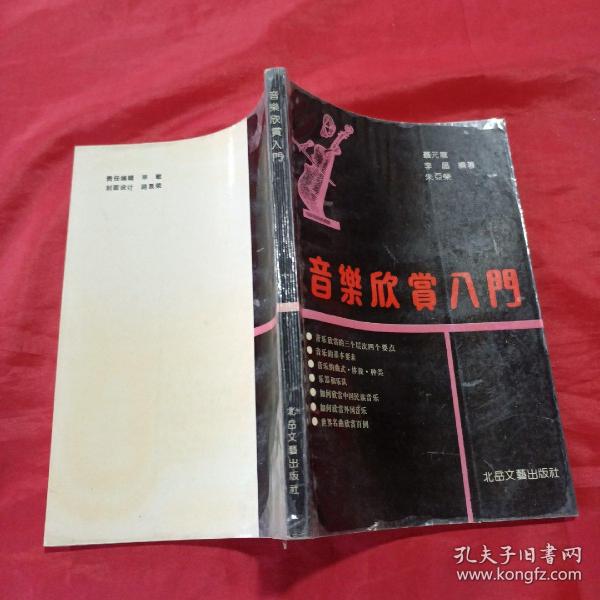 责任编辑  李 敏
封面设计
音樂欣賞入門
北岳文藝出版社
聶元龍
李 晶 編著
朱亞榮
音樂欣賞入門
音乐欣赏的三个层次四个要点
音乐的基本要素
音乐的曲式·体裁·种类
乐器和乐队
如何欣赏中国民族音乐
如何欣赏外国音乐
世界名曲欣赏百例
北岳文藝出版社
孔夫子旧书网
www.kongfz.com